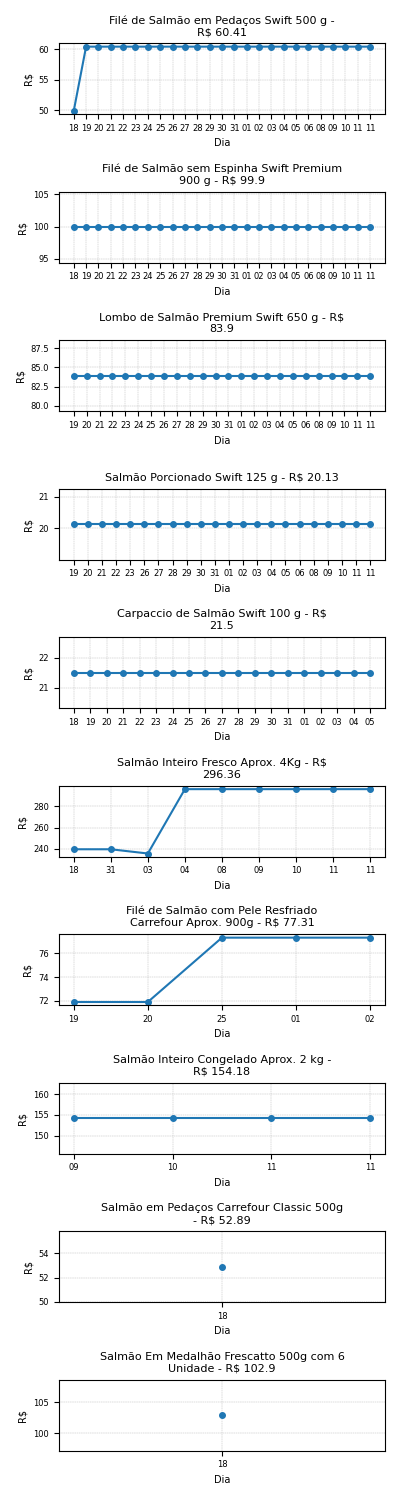 Filé de Salmão em Pedaços Swift 500 g -
R$ 60.41
60
55
50
R$
18 19 20 21 22 23 24 25 26 27 28 29 30 31 01 02 03 04 05 06 08 09 10 11 11
Dia
Filé de Salmão sem Espinha Swift Premium
900 g - R$ 99.9
105
100
95
R$
18 19 20 21 22 23 24 25 26 27 28 29 30 31 01 02 03 04 05 06 08 09 10 11 11
Dia
Lombo de Salmão Premium Swift 650 g - R$
83.9
87.5
85.0
82.5
80.0
R$
19 20 21 22 23 24 25 26 27 28 29 30 31 01 02 03 04 05 06 08 09 10 11 11
Dia
Salmão Porcionado Swift 125 g - R$ 20.13
21
20
R$
19 20 21 22 23 26 27 28 29 30 31 01 02 03 04 05 06 08 09 10 11 11
Dia
Carpaccio de Salmão Swift 100 g - R$
21.5
22
21
R$
18 19 20 21 22 23 24 25 26 27 28 29 30 31 01 02 03 04 05
Dia
Salmão Inteiro Fresco Aprox. 4Kg - R$
296.36
280
260
240
R$
18 31 03 04 08 09 10 11 11
Dia
Filé de Salmão com Pele Resfriado
Carrefour Aprox. 900g - R$ 77.31
76
74
72
R$
19 20 25 01 02
Dia
Salmão Inteiro Congelado Aprox. 2 kg -
R$ 154.18
160
155
150
R$
09 10 11 11
Dia
Salmão em Pedaços Carrefour Classic 500g
- R$ 52.89
54
52
50
R$
18
Dia
Salmão Em Medalhão Frescatto 500g com 6
Unidade - R$ 102.9
105
100
R$
18
Dia